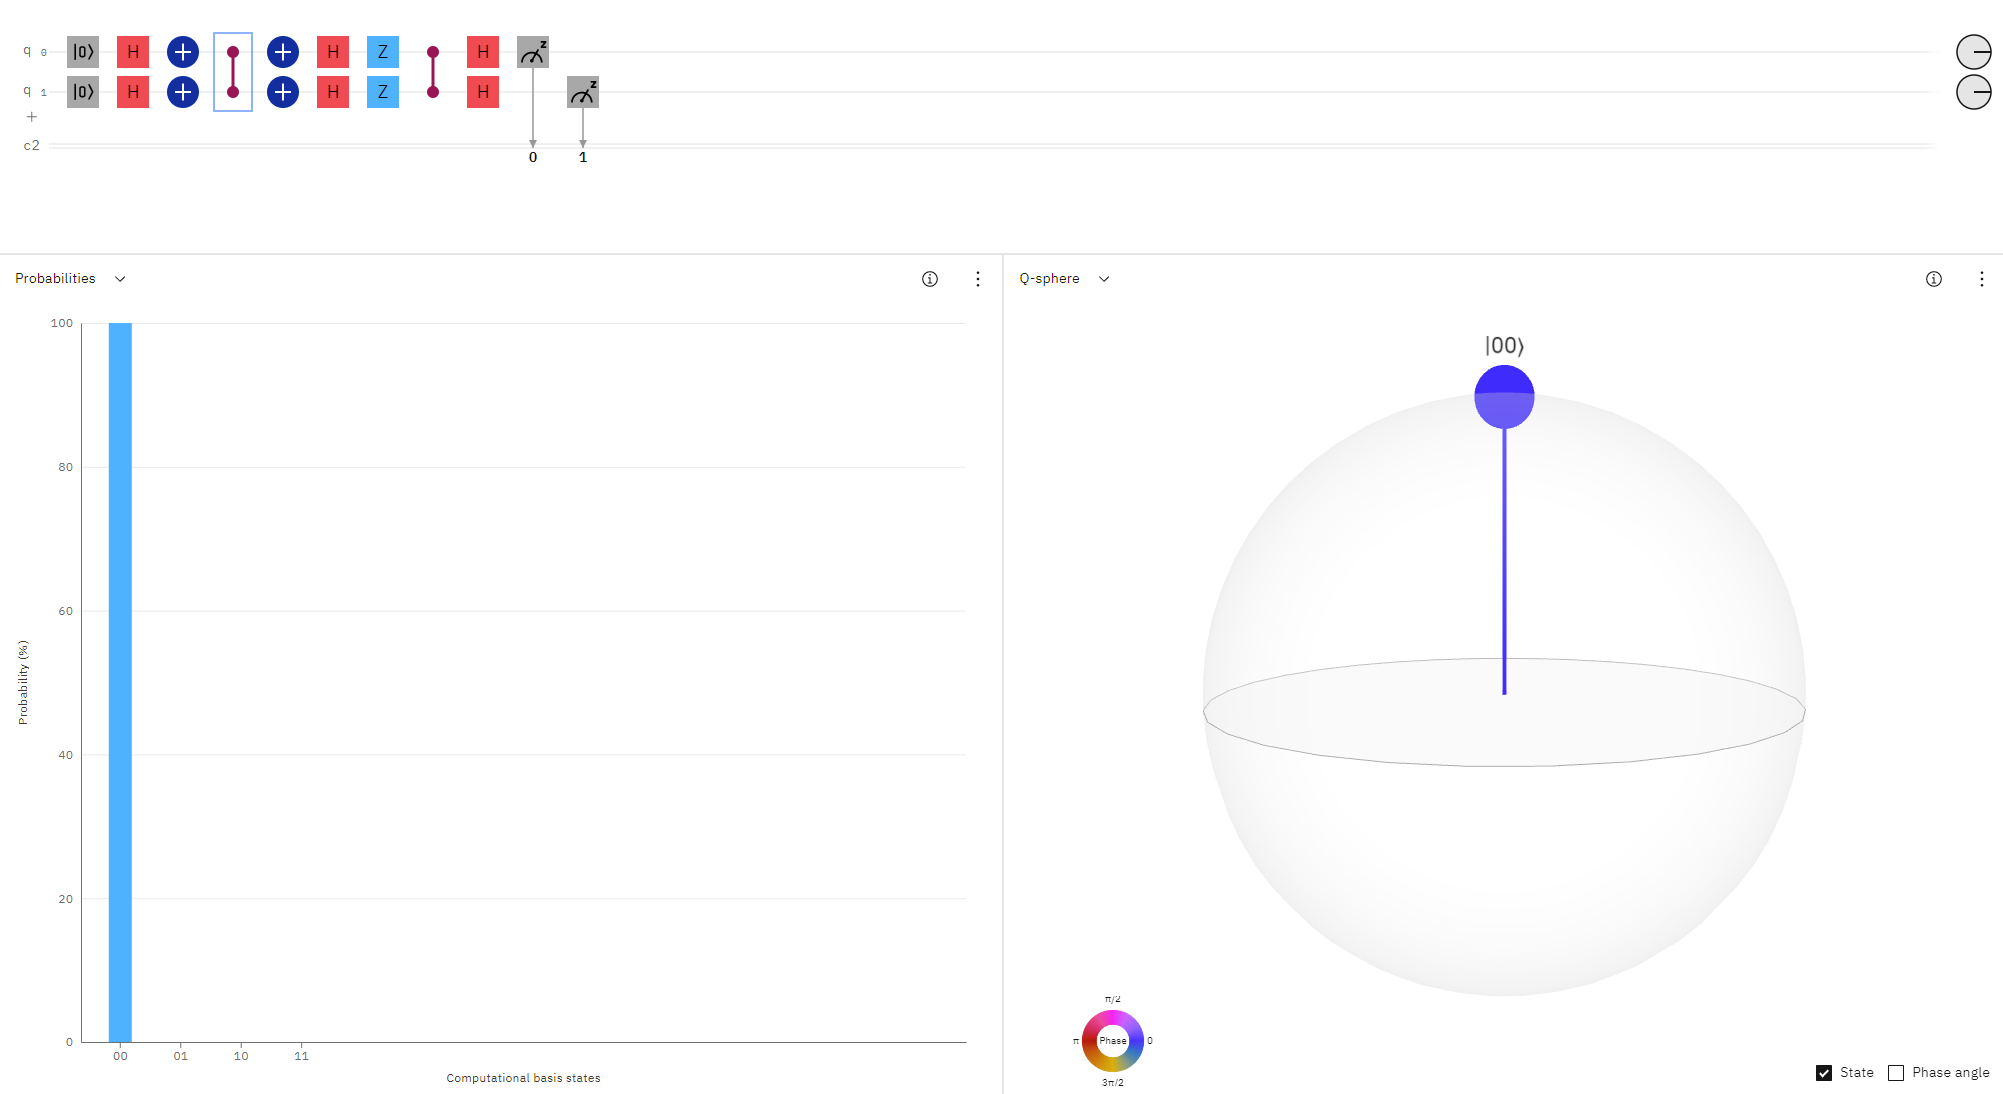 q 0 |0⟩ H + + H Z H z
q 1 |0⟩ H + + H Z H z
+
c2
0 1
Probabilities
Q-sphere
100
80
60
40
20
0
Probability (%)
00 01 10 11
Computational basis states
|00⟩
π/2
π Phase 0
3π/2
State Phase angle